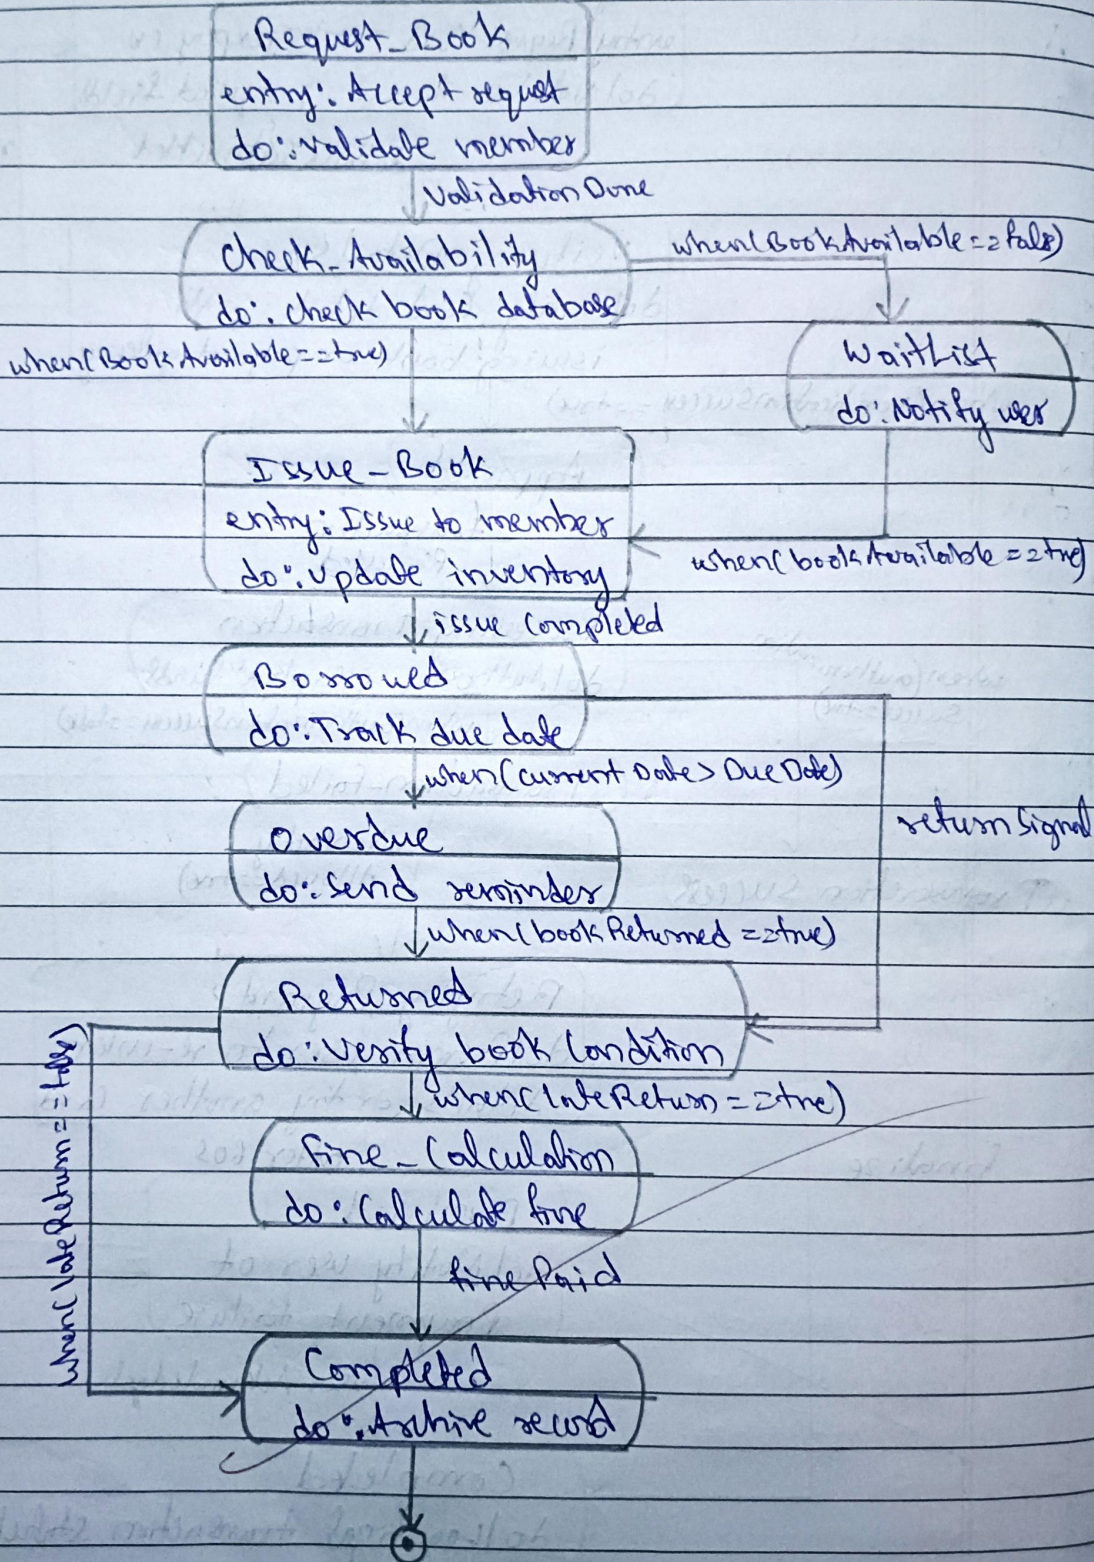 Request_Book
entry: Accept request
do: validate member
Validation Done
Check_Availability
when(BookAvailable==false)
do: check book database
when(BookAvailable==true)
WaitList
do: Notify user
Issue_Book
entry: Issue to member
when(bookAvailable==true)
do: update inventory
issue Completed
Borrowed
do: Track due date
when(current Date > Due Date)
return Signal
Overdue
do: Send reminder
when(bookReturned==true)
Returned
do: Verify book Condition
when(lateReturn==true)
when(lateReturn==false)
Fine_Calculation
do: Calculate fine
fine Paid
Completed
do: Archive record